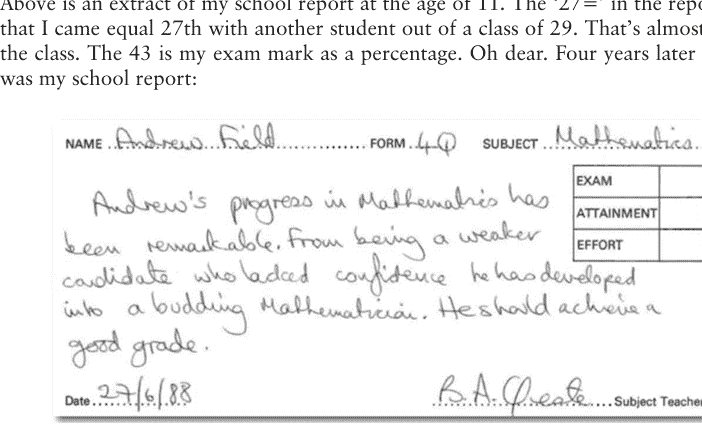 Above is an extract of my school report at the age of 11. The ‘27=’ in the repo
that I came equal 27th with another student out of a class of 29. That’s almost
the class. The 43 is my exam mark as a percentage. Oh dear. Four years later
was my school report:
NAME Andrew Field FORM 4Q SUBJECT Mathematics
EXAM
Andrew's progress in Mathematics has
ATTAINMENT
been remarkable. From being a weaker
EFFORT
candidate who lacked confidence he has developed
into a budding Mathematician. He should achieve a
good grade.
Date 27/6/88 B.A. Subject Teacher